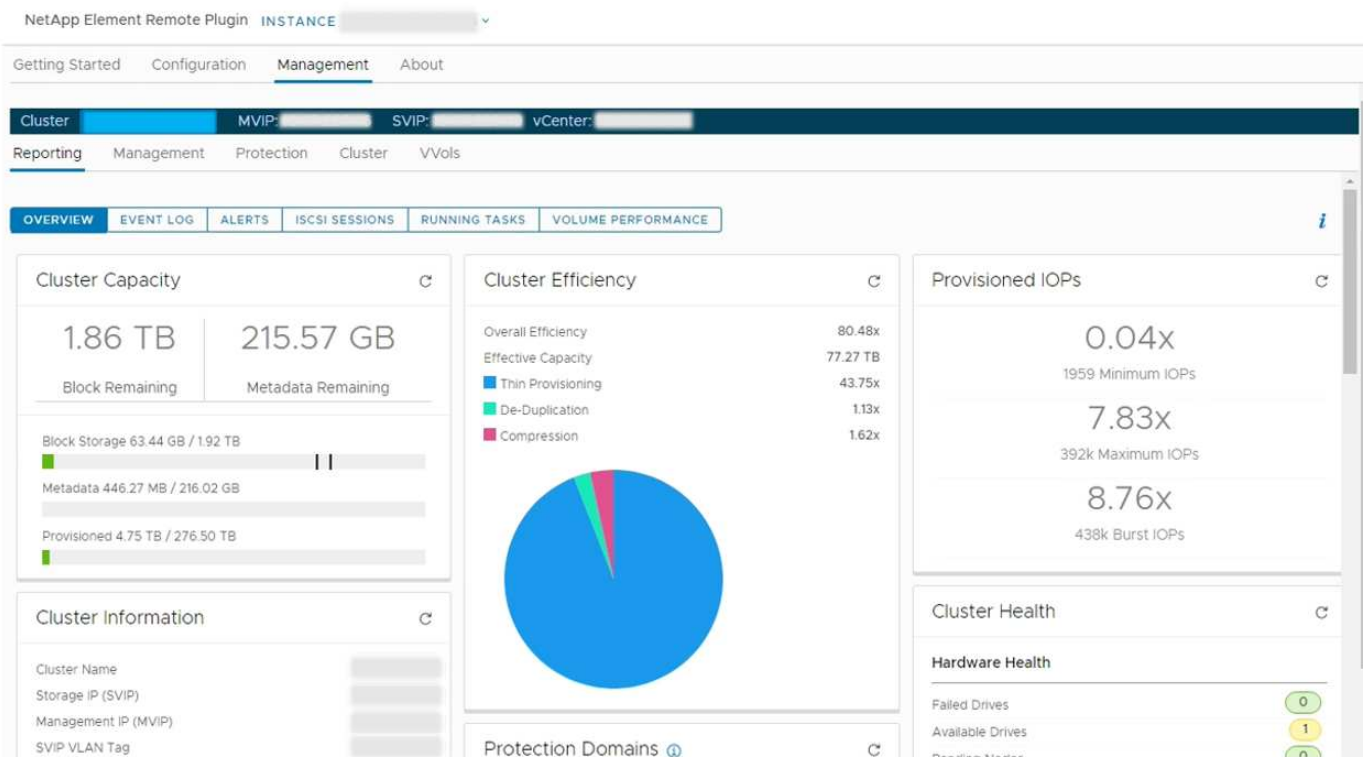 NetApp Element Remote Plugin INSTANCE
Getting Started Configuration Management About
Cluster MVIP: SVIP: vCenter:
Reporting Management Protection Cluster VVols
OVERVIEW EVENT LOG ALERTS ISCSI SESSIONS RUNNING TASKS VOLUME PERFORMANCE
i
Cluster Capacity
1.86 TB
Block Remaining
215.57 GB
Metadata Remaining
Block Storage 63.44 GB / 1.92 TB
Metadata 446.27 MB / 216.02 GB
Provisioned 4.75 TB / 276.50 TB
Cluster Efficiency
Overall Efficiency 80.48x
Effective Capacity 77.27 TB
Thin Provisioning 43.75x
De-Duplication 1.13x
Compression 1.62x
Provisioned IOPs
0.04x
1959 Minimum IOPs
7.83x
392k Maximum IOPs
8.76x
438k Burst IOPs
Cluster Information
Cluster Name
Storage IP (SVIP)
Management IP (MVIP)
SVIP VLAN Tag
Protection Domains
Cluster Health
Hardware Health
Failed Drives 0
Available Drives 1
Pending Nodes 0